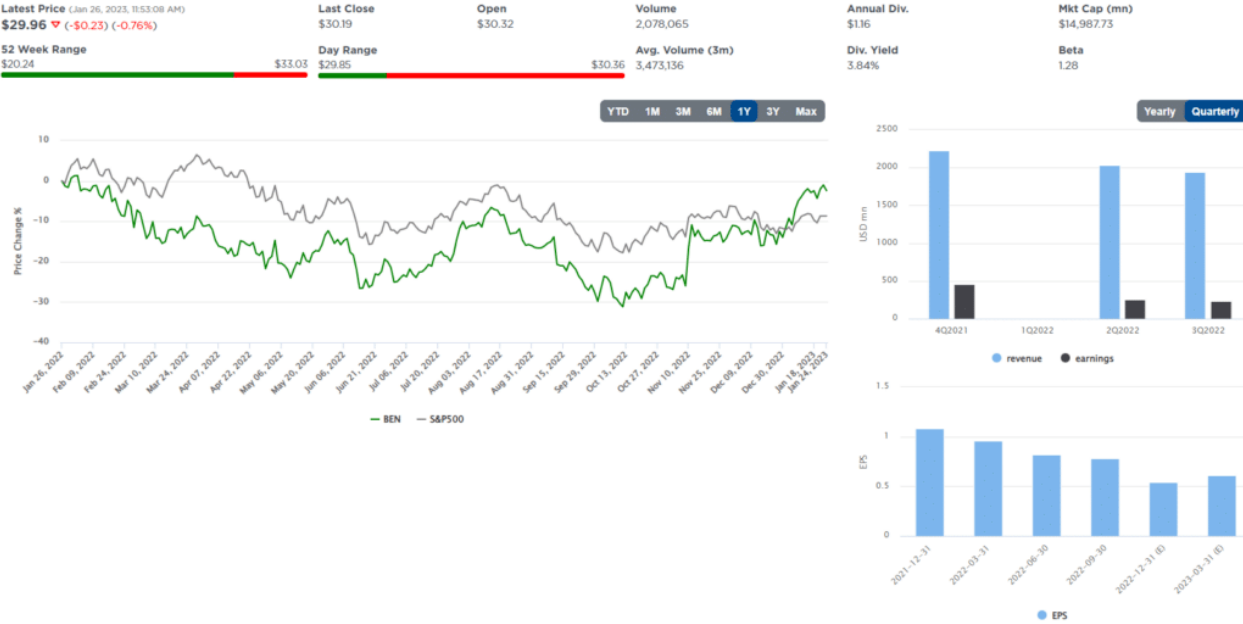 Latest Price (Jan 26, 2023, 11:53:08 AM)
$29.96 (-$0.23) (-0.76%)
Last Close
$30.19
Open
$30.32
Volume
2,078,065
Annual Div.
$1.16
Mkt Cap (mn)
$14,987.73
52 Week Range
$20.24 $33.03
Day Range
$29.85 $30.36
Avg. Volume (3m)
3,473,136
Div. Yield
3.84%
Beta
1.28
YTD 1M 3M 6M 1Y 3Y Max
Price Change %
10
0
-10
-20
-30
-40
Jan 26, 2022
Feb 09, 2022
Feb 24, 2022
Mar 10, 2022
Mar 24, 2022
Apr 07, 2022
Apr 22, 2022
May 06, 2022
May 20, 2022
Jun 06, 2022
Jun 21, 2022
Jul 06, 2022
Jul 20, 2022
Aug 03, 2022
Aug 17, 2022
Aug 31, 2022
Sep 15, 2022
Sep 29, 2022
Oct 13, 2022
Oct 27, 2022
Nov 10, 2022
Nov 25, 2022
Dec 09, 2022
Dec 30, 2022
Jan 18, 2023
Jan 24, 2023
BEN S&P500
Yearly Quarterly
USD mn
2500
2000
1500
1000
500
0
4Q2021 1Q2022 2Q2022 3Q2022
revenue earnings
EPS
1.5
1
0.5
0
2021-12-31
2022-03-31
2022-06-30
2022-09-30
2022-12-31 (E)
2023-03-31 (E)
EPS